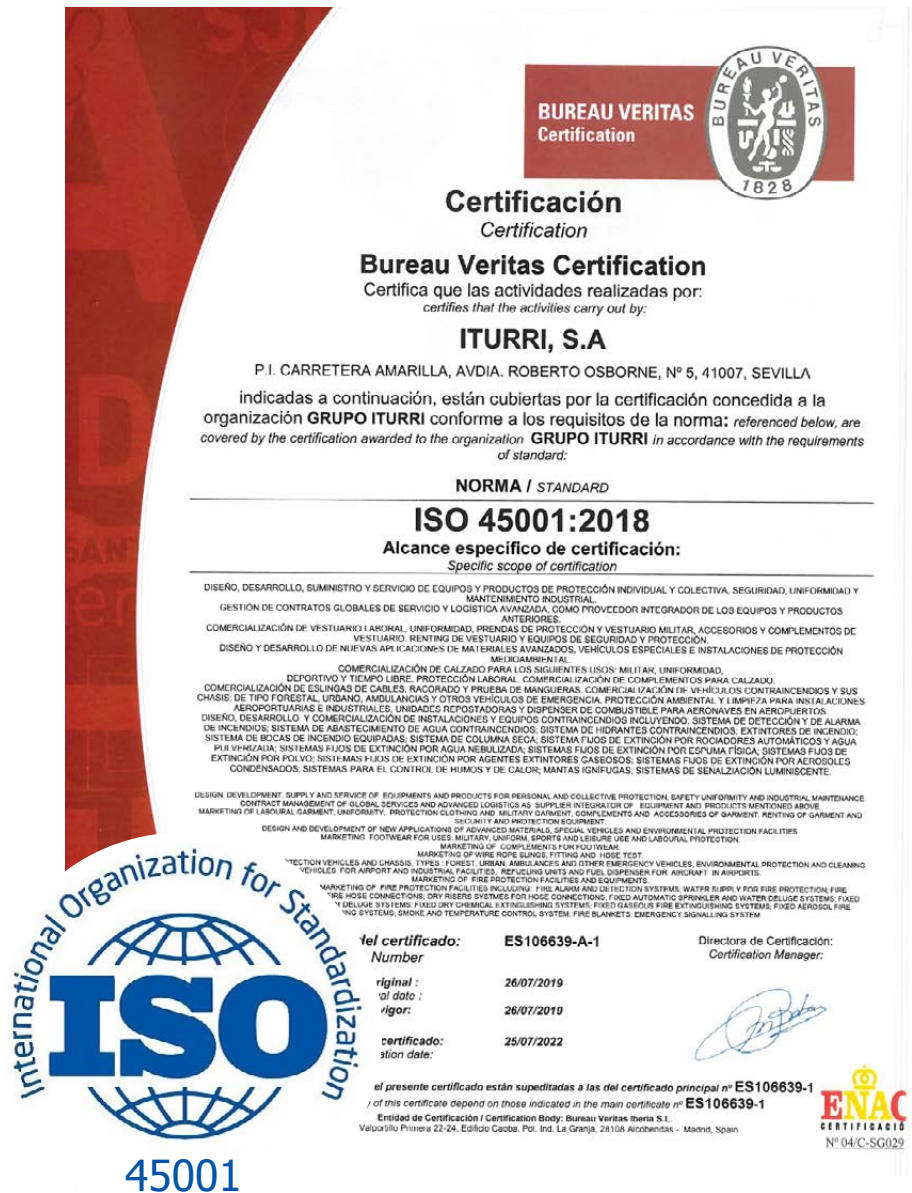 BUREAU VERITAS
Certification
BUREAU VERITAS
1828
Certificación
Certification
Bureau Veritas Certification
Certifica que las actividades realizadas por:
certifies that the activities carry out by:
ITURRI, S.A
P.I. CARRETERA AMARILLA, AVDIA. ROBERTO OSBORNE, Nº 5, 41007, SEVILLA
indicadas a continuación, están cubiertas por la certificación concedida a la
organización GRUPO ITURRI conforme a los requisitos de la norma: referenced below, are
covered by the certification awarded to the organization GRUPO ITURRI in accordance with the requirements
of standard:
NORMA / STANDARD
ISO 45001:2018
Alcance específico de certificación:
Specific scope of certification
DISEÑO, DESARROLLO, SUMINISTRO Y SERVICIO DE EQUIPOS Y PRODUCTOS DE PROTECCIÓN INDIVIDUAL Y COLECTIVA, SEGURIDAD, UNIFORMIDAD Y
MANTENIMIENTO INDUSTRIAL.
GESTIÓN DE CONTRATOS GLOBALES DE SERVICIO Y LOGÍSTICA AVANZADA, COMO PROVEEDOR INTEGRADOR DE LOS EQUIPOS Y PRODUCTOS
ANTERIORES.
COMERCIALIZACIÓN DE VESTUARIO LABORAL, UNIFORMIDAD, PRENDAS DE PROTECCIÓN Y VESTUARIO MILITAR, ACCESORIOS Y COMPLEMENTOS DE
VESTUARIO. RENTING DE VESTUARIO Y EQUIPOS DE SEGURIDAD Y PROTECCIÓN.
DISEÑO Y DESARROLLO DE NUEVAS APLICACIONES DE MATERIALES AVANZADOS, VEHÍCULOS ESPECIALES E INSTALACIONES DE PROTECCIÓN
MEDIOAMBIENTAL.
COMERCIALIZACIÓN DE CALZADO PARA LOS SIGUIENTES USOS: MILITAR, UNIFORMIDAD,
DEPORTIVO Y TIEMPO LIBRE, PROTECCIÓN LABORAL. COMERCIALIZACIÓN DE COMPLEMENTOS PARA CALZADO.
COMERCIALIZACIÓN DE ESLINGAS DE CABLES, RACORADO Y PRUEBA DE MANGUERAS. COMERCIALIZACIÓN DE VEHÍCULOS CONTRAINCENDIOS Y SUS
CHASIS: DE TIPO FORESTAL, URBANO, AMBULANCIAS Y OTROS VEHÍCULOS DE EMERGENCIA. PROTECCIÓN AMBIENTAL Y LIMPIEZA PARA INSTALACIONES
AEROPORTUARIAS E INDUSTRIALES, UNIDADES REPOSTADORAS Y DISPENSER DE COMBUSTIBLE PARA AERONAVES EN AEROPUERTOS.
DISEÑO, DESARROLLO Y COMERCIALIZACIÓN DE INSTALACIONES Y EQUIPOS CONTRAINCENDIOS INCLUYENDO: SISTEMA DE DETECCIÓN Y DE ALARMA
DE INCENDIOS; SISTEMA DE ABASTECIMIENTO DE AGUA CONTRAINCENDIOS; SISTEMA DE HIDRANTES CONTRAINCENDIOS; EXTINTORES DE INCENDIO;
SISTEMA DE BOCAS DE INCENDIO EQUIPADAS; SISTEMA DE COLUMNA SECA; SISTEMA FIJOS DE EXTINCIÓN POR ROCIADORES AUTOMÁTICOS Y AGUA
PULVERIZADA; SISTEMAS FIJOS DE EXTINCIÓN POR AGUA NEBULIZADA; SISTEMAS FIJOS DE EXTINCIÓN POR ESPUMA FÍSICA; SISTEMAS FIJOS DE
EXTINCIÓN POR POLVO; SISTEMAS FIJOS DE EXTINCIÓN POR AGENTES EXTINTORES GASEOSOS; SISTEMAS FIJOS DE EXTINCIÓN POR AEROSOLES
CONDENSADOS; SISTEMAS PARA EL CONTROL DE HUMOS Y DE CALOR; MANTAS IGNÍFUGAS; SISTEMAS DE SENALZIACIÓN LUMINISCENTE.
DESIGN, DEVELOPMENT, SUPPLY AND SERVICE OF EQUIPMENTS AND PRODUCTS FOR PERSONAL AND COLLECTIVE PROTECTION, SAFETY UNIFORMITY AND INDUSTRIAL MAINTENANCE.
CONTRACT MANAGEMENT OF GLOBAL SERVICES AND ADVANCED LOGISTICS AS SUPPLIER INTEGRATOR OF EQUIPMENT AND PRODUCTS MENTIONED ABOVE.
MARKETING OF LABOURAL GARMENT, UNIFORMITY, PROTECTION CLOTHING AND MILITARY GARMENT, COMPLEMENTS AND ACCESSORIES OF GARMENT. RENTING OF GARMENT AND
SECURITY AND PROTECTION EQUIPMENT.
DESIGN AND DEVELOPMENT OF NEW APPLICATIONS OF ADVANCED MATERIALS, SPECIAL VEHICLES AND ENVIRONMENTAL PROTECTION FACILITIES
MARKETING FOOTWEAR FOR USES: MILITARY, UNIFORM, SPORTS AND LEISURE USE AND LABOURAL PROTECTION.
MARKETING OF COMPLEMENTS FOR FOOTWEAR.
MARKETING OF WIRE ROPE SLINGS, FITTING AND HOSE TEST.
TECTION VEHICLES AND CHASSIS, TYPES : FOREST, URBAN, AMBULANCES AND OTHER EMERGENCY VEHICLES, ENVIRONMENTAL PROTECTION AND CLEANING
VEHICLES FOR AIRPORT AND INDUSTRIAL FACILITIES, REFUELING UNITS AND FUEL DISPENSER FOR AIRCRAFT IN AIRPORTS.
MARKETING OF FIRE PROTECTION FACILITIES AND EQUIPMENTS.
MARKETING OF FIRE PROTECTION FACILITIES INCLUDING: FIRE ALARM AND DETECTION SYSTEMS; WATER SUPPLY FOR FIRE PROTECTION; FIRE
FIRE HOSE CONNECTIONS; DRY RISERS SYSTMES FOR HOSE CONNECTIONS; FIXED AUTOMATIC SPRINKLER AND WATER DELUGE SYSTEMS; FIXED
DELUGE SYSTEMS; FIXED DRY CHEMICAL EXTINGUISHING SYSTEMS; FIXED GASEOUS FIRE EXTINGUISHING SYSTEMS; FIXED AEROSOL FIRE
ING SYSTEMS; SMOKE AND TEMPERATURE CONTROL SYSTEM, FIRE BLANKETS; EMERGENCY SIGNALLING SYSTEM
del certificado: ES106639-A-1 Directora de Certificación:
Number Certification Manager:
riginal : 26/07/2019
al date :
vigor: 26/07/2019
certificado: 25/07/2022
ation date:
el presente certificado están supeditadas a las del certificado principal nº ES106639-1
of this certificate depend on those indicated in the main certificate nº ES106639-1
Entidad de Certificación / Certification Body: Bureau Veritas Iberia S.L.
Valportillo Primera 22-24, Edificio Caoba, Pol. Ind. La Granja, 28108 Alcobendas - Madrid, Spain
ENAC
CERTIFICACIÓ
Nº 04/C-SG029
International Organization for Standardization
ISO
45001